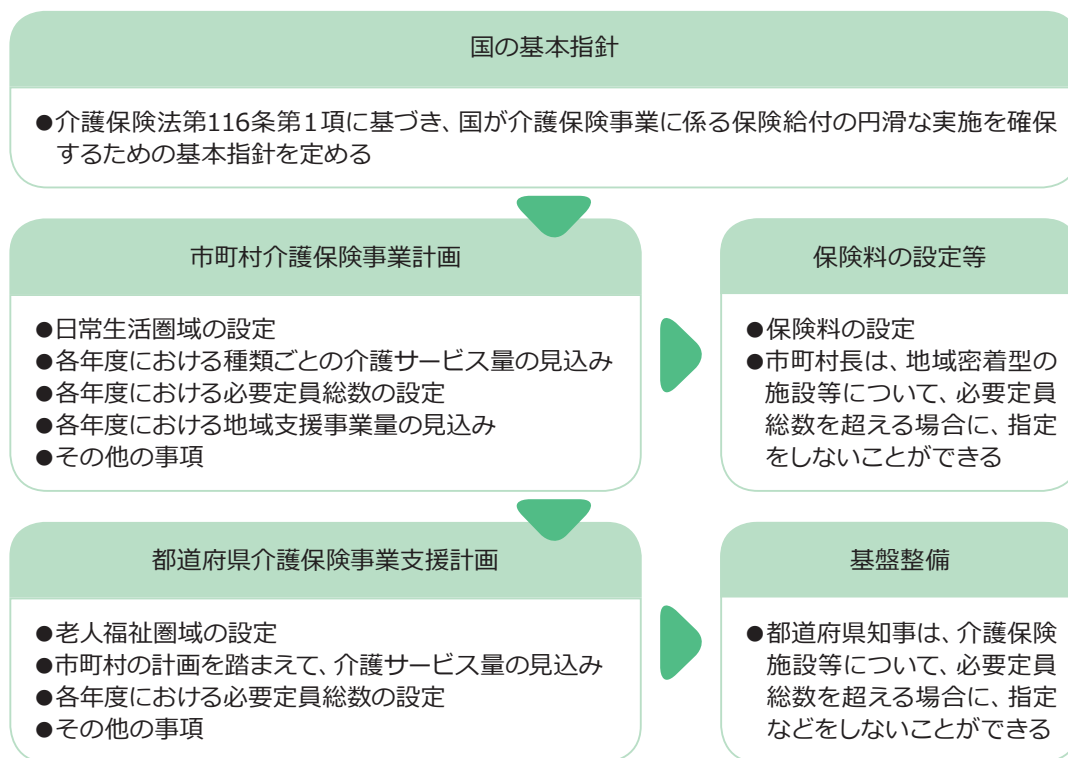 国の基本指針
●介護保険法第116条第1項に基づき、国が介護保険事業に係る保険給付の円滑な実施を確保
するための基本指針を定める
市町村介護保険事業計画
●日常生活圏域の設定
●各年度における種類ごとの介護サービス量の見込み
●各年度における必要定員総数の設定
●各年度における地域支援事業量の見込み
●その他の事項
保険料の設定等
●保険料の設定
●市町村長は、地域密着型の
施設等について、必要定員
総数を超える場合に、指定
をしないことができる
都道府県介護保険事業支援計画
●老人福祉圏域の設定
●市町村の計画を踏まえて、介護サービス量の見込み
●各年度における必要定員総数の設定
●その他の事項
基盤整備
●都道府県知事は、介護保険
施設等について、必要定員
総数を超える場合に、指定
などをしないことができる